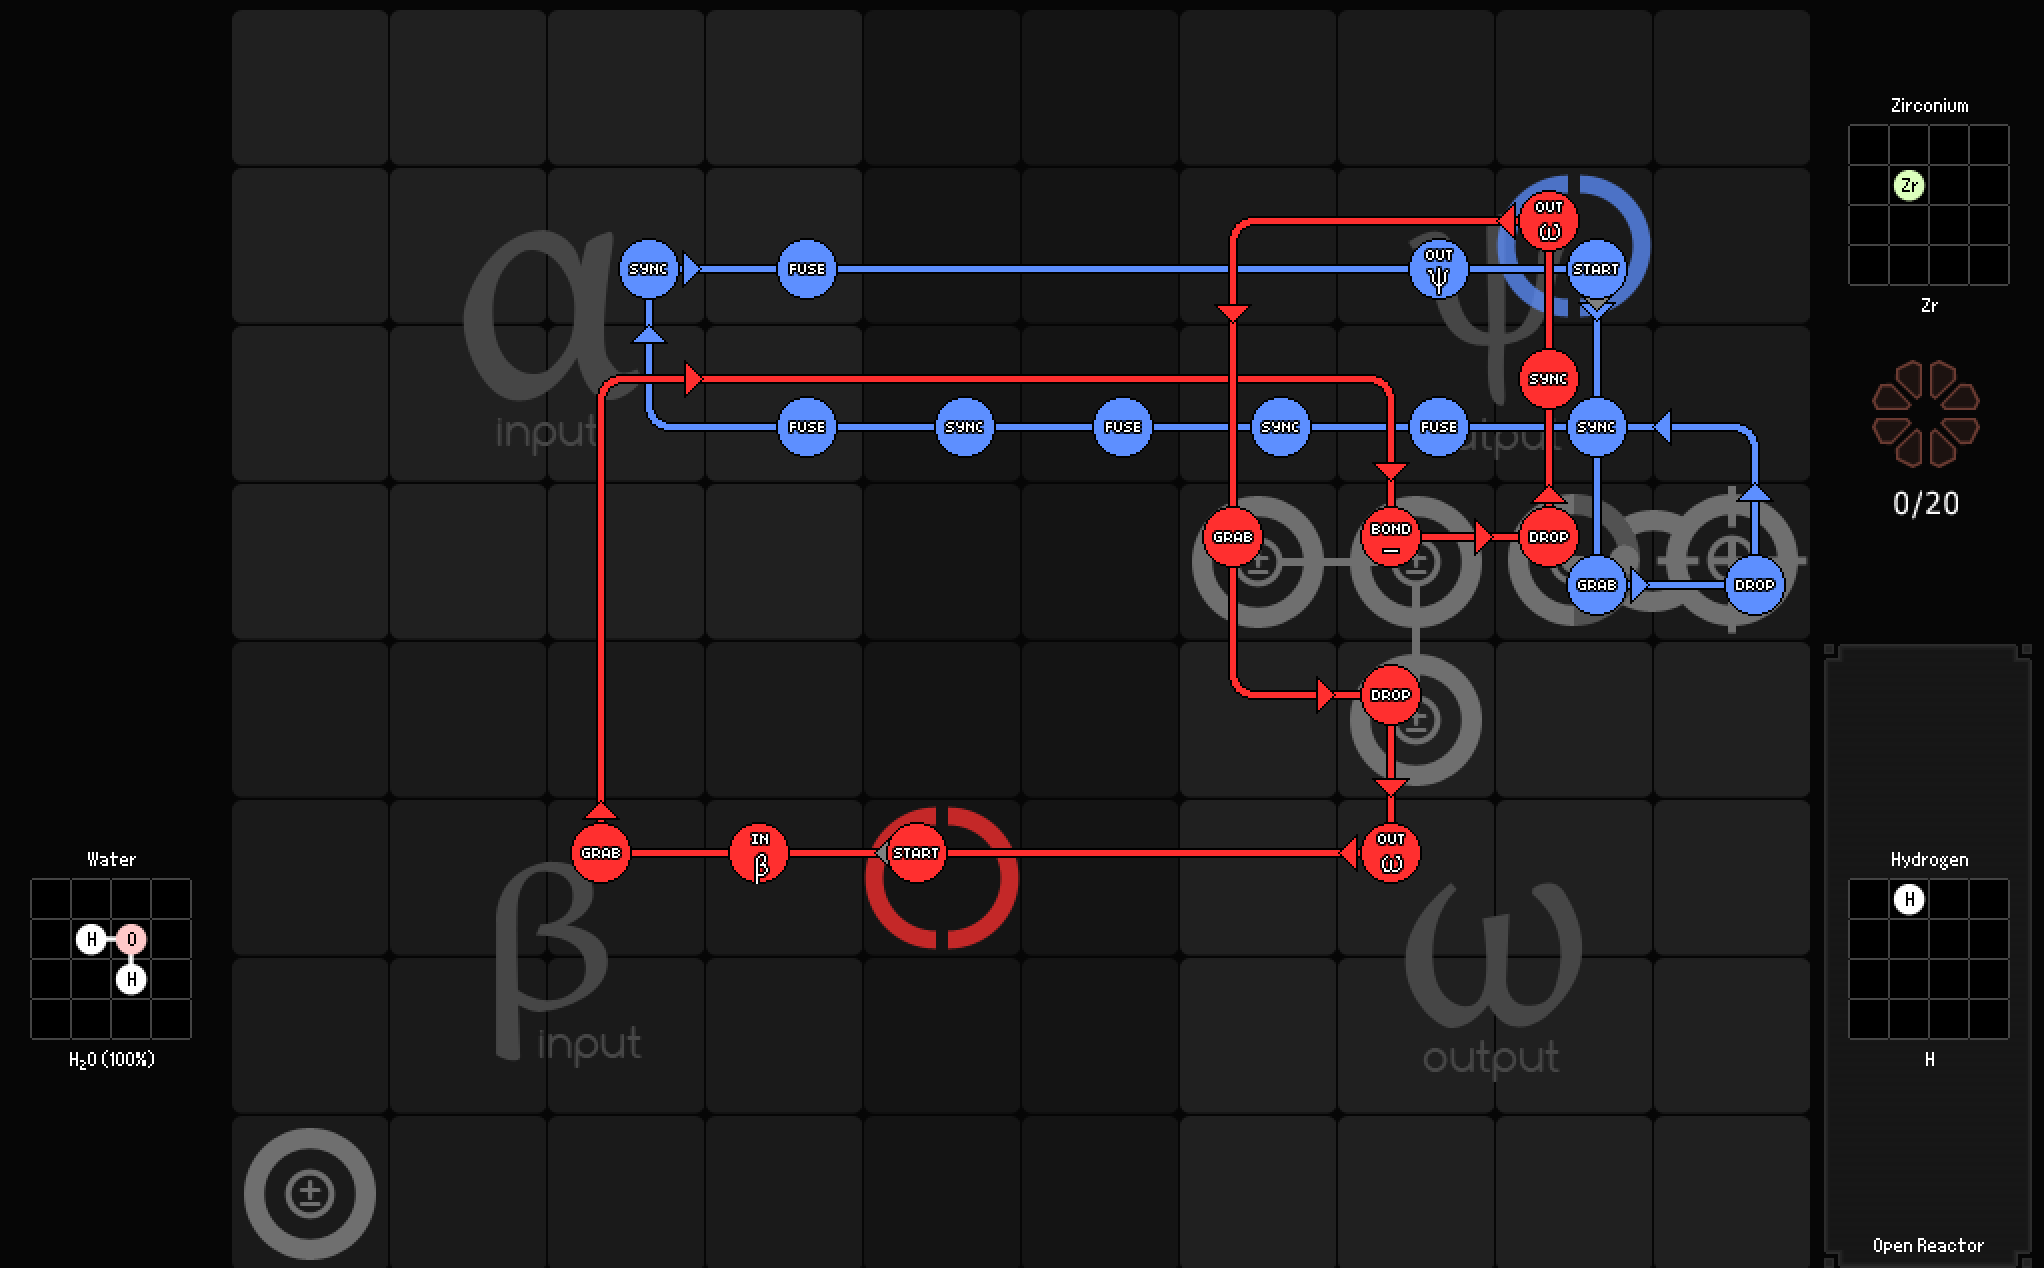 Zirconium
Zr
Zr
0/20
α
input
ψ
output
OUT
ω
SYNC
FUSE
OUT
ψ
START
SYNC
FUSE
SYNC
FUSE
SYNC
FUSE
SYNC
GRAB
BOND
–
DROP
GRAB
DROP
±
±
±
DROP
±
GRAB
IN
β
START
OUT
ω
β
input
ω
output
Water
H
O
H
H₂O (100%)
Hydrogen
H
H
±
Open Reactor